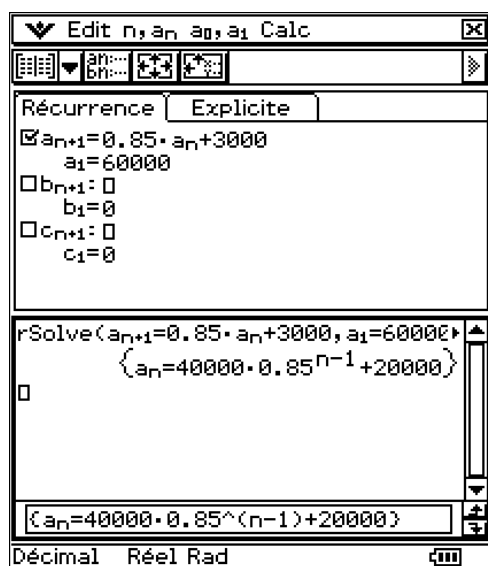 Edit n,aₙ a₀,a₁ Calc
an:… bn:…
Récurrence Explicite
☑aₙ₊₁=0.85·aₙ+3000
a₁=60000
□bₙ₊₁:□
b₁=0
□cₙ₊₁:□
c₁=0
rSolve(aₙ₊₁=0.85·aₙ+3000,a₁=60000
{aₙ=40000·0.85ⁿ⁻¹+20000}
□
{aₙ=40000·0.85^(n-1)+20000}
Décimal Réel Rad